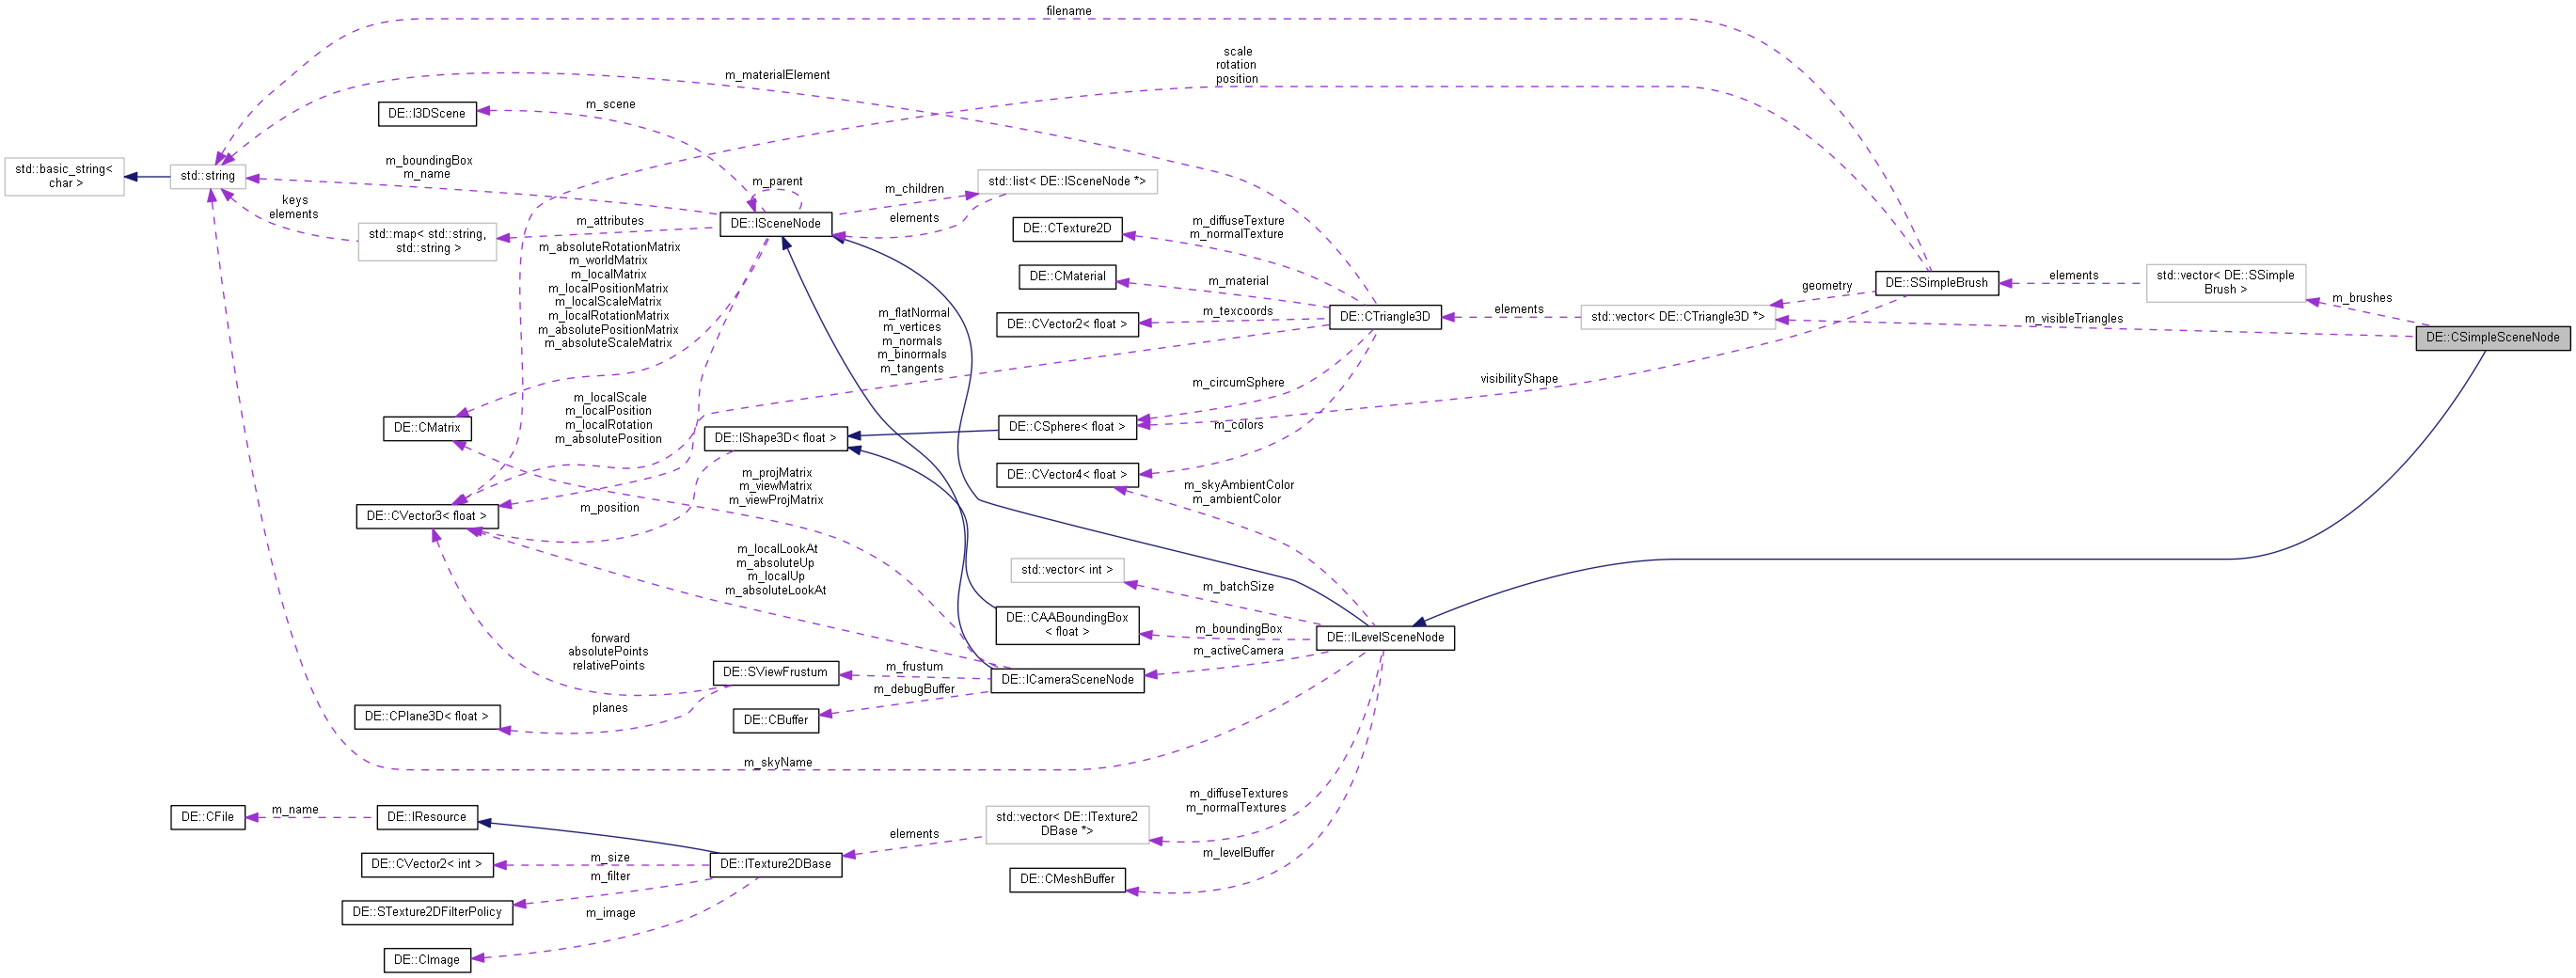 filename
scale
rotation
position
m_materialElement
DE::I3DScene
m_scene
std::basic_string<
char >
std::string
m_boundingBox
m_name
m_parent
m_children
std::list< DE::ISceneNode *>
keys
elements
m_attributes
DE::ISceneNode
elements
std::map< std::string,
std::string >
DE::CTexture2D
m_diffuseTexture
m_normalTexture
m_absoluteRotationMatrix
m_worldMatrix
m_localMatrix
m_localPositionMatrix
m_localScaleMatrix
m_localRotationMatrix
m_absolutePositionMatrix
m_absoluteScaleMatrix
DE::CMaterial
m_material
DE::CVector2< float >
m_texcoords
m_flatNormal
m_vertices
m_normals
m_binormals
m_tangents
DE::CTriangle3D
elements
std::vector< DE::CTriangle3D *>
geometry
DE::SSimpleBrush
elements
std::vector< DE::SSimple
Brush >
m_brushes
m_visibleTriangles
DE::CSimpleSceneNode
m_circumSphere
visibilityShape
DE::CMatrix
m_localScale
m_localPosition
m_localRotation
m_absolutePosition
DE::IShape3D< float >
DE::CSphere< float >
m_colors
DE::CVector4< float >
m_projMatrix
m_viewMatrix
m_viewProjMatrix
m_skyAmbientColor
m_ambientColor
DE::CVector3< float >
m_position
m_localLookAt
m_absoluteUp
m_localUp
m_absoluteLookAt
std::vector< int >
m_batchSize
DE::CAABoundingBox
< float >
m_boundingBox
DE::ILevelSceneNode
m_activeCamera
forward
absolutePoints
relativePoints
DE::SViewFrustum
m_frustum
DE::ICameraSceneNode
m_debugBuffer
DE::CPlane3D< float >
planes
DE::CBuffer
m_skyName
DE::CFile
m_name
DE::IResource
m_diffuseTextures
m_normalTextures
std::vector< DE::ITexture2
DBase *>
elements
DE::CVector2< int >
m_size
DE::ITexture2DBase
m_filter
m_levelBuffer
DE::CMeshBuffer
DE::STexture2DFilterPolicy
m_image
DE::CImage